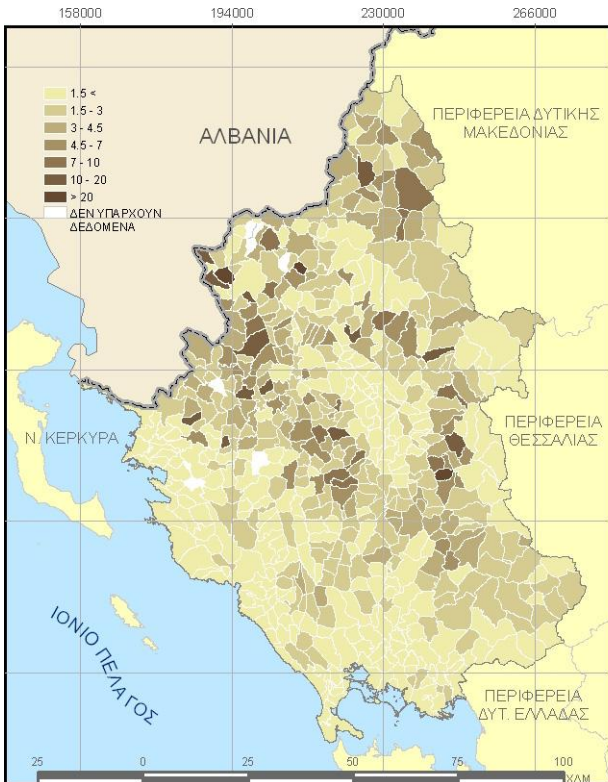 158000 194000 230000 266000
1.5 <
1.5 - 3
3 - 4.5
4.5 - 7
7 - 10
10 - 20
> 20
ΔΕΝ ΥΠΑΡΧΟΥΝ
ΔΕΔΟΜΕΝΑ
ΑΛΒΑΝΙΑ
ΠΕΡΙΦΕΡΕΙΑ ΔΥΤΙΚΗΣ
ΜΑΚΕΔΟΝΙΑΣ
Ν. ΚΕΡΚΥΡΑ
ΠΕΡΙΦΕΡΕΙΑ
ΘΕΣΣΑΛΙΑΣ
ΙΟΝΙΟ ΠΕΛΑΓΟΣ
ΠΕΡΙΦΕΡΕΙΑ
ΔΥΤ. ΕΛΛΑΔΑΣ
25 0 25 50 75 100
ΧΛΜ